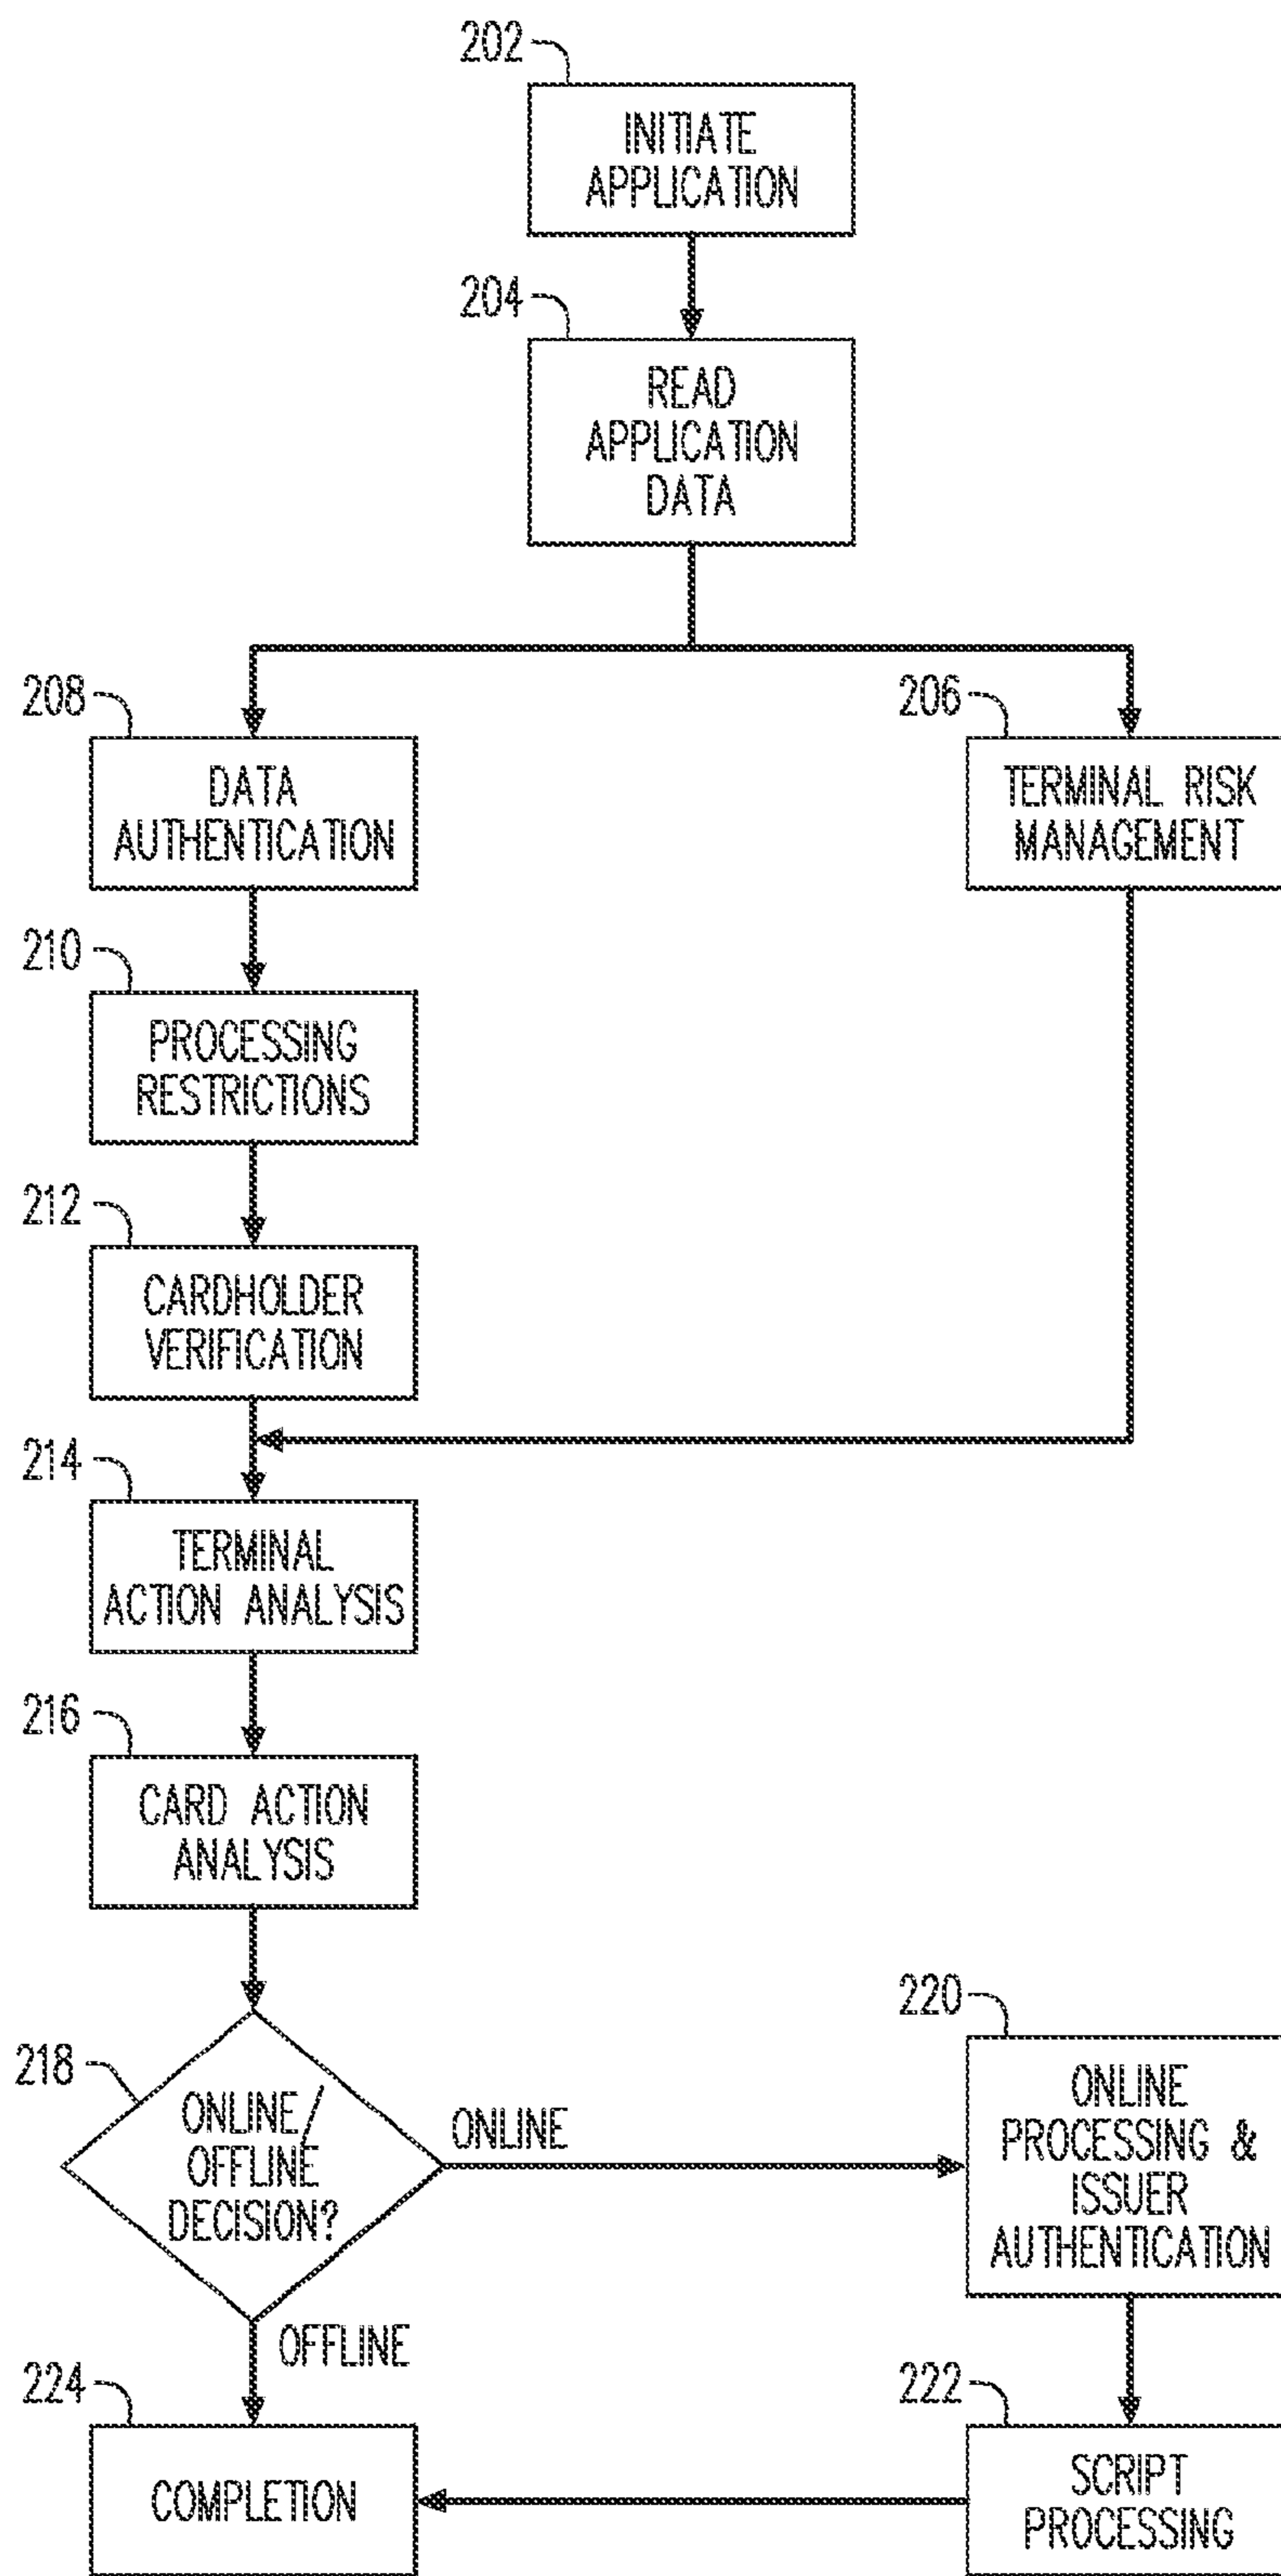 202
INITIATE
APPLICATION
204
READ
APPLICATION
DATA
208
DATA
AUTHENTICATION
206
TERMINAL RISK
MANAGEMENT
210
PROCESSING
RESTRICTIONS
212
CARDHOLDER
VERIFICATION
214
TERMINAL
ACTION ANALYSIS
216
CARD ACTION
ANALYSIS
218
ONLINE/
OFFLINE
DECISION?
ONLINE
OFFLINE
220
ONLINE
PROCESSING &
ISSUER
AUTHENTICATION
224
COMPLETION
222
SCRIPT
PROCESSING